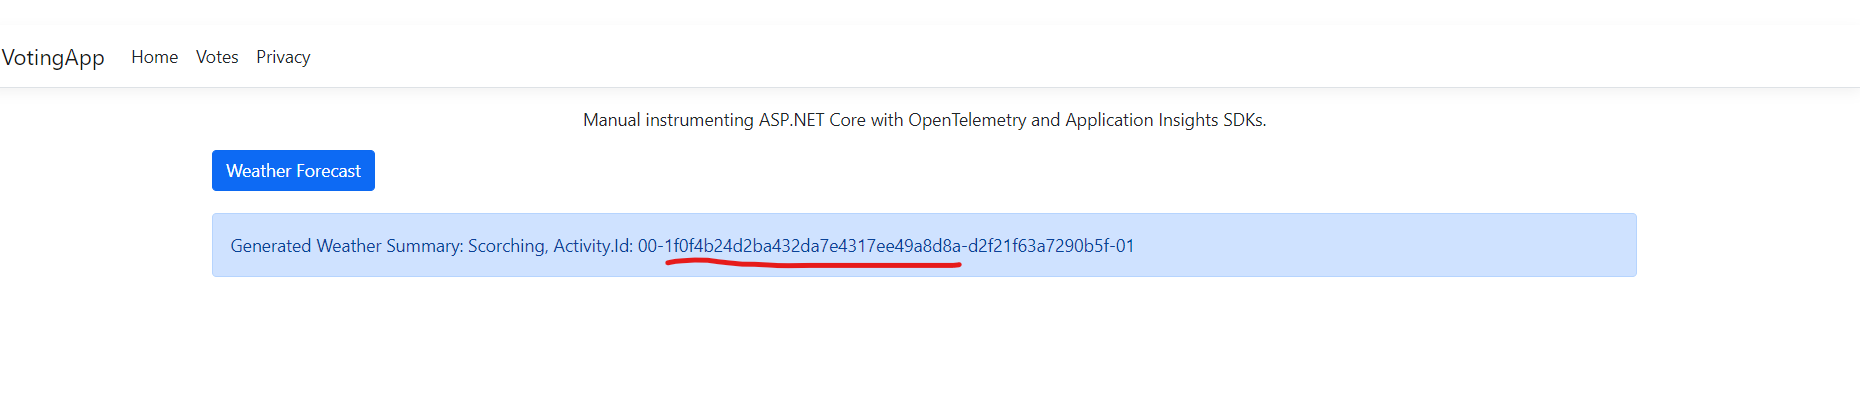 VotingApp Home Votes Privacy
Manual instrumenting ASP.NET Core with OpenTelemetry and Application Insights SDKs.
Weather Forecast
Generated Weather Summary: Scorching, Activity.Id: 00-1f0f4b24d2ba432da7e4317ee49a8d8a-d2f21f63a7290b5f-01